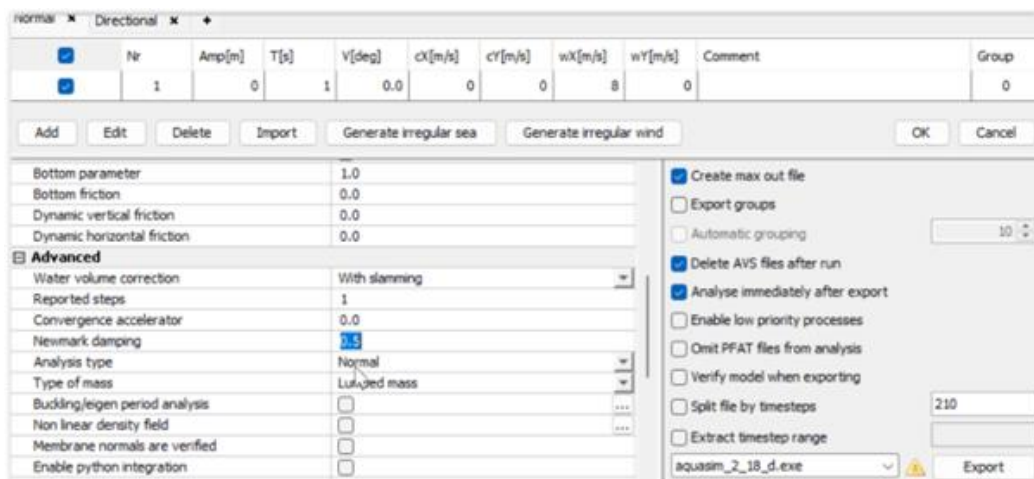 Normal × Directional × +
Nr Amp[m] T[s] V[deg] cX[m/s] cY[m/s] wX[m/s] wY[m/s] Comment Group
1 0 1 0.0 0 0 8 0 0
Add Edit Delete Import Generate irregular sea Generate irregular wind OK Cancel
Bottom parameter 1.0
Bottom friction 0.0
Dynamic vertical friction 0.0
Dynamic horizontal friction 0.0
Advanced
Water volume correction With slamming
Reported steps 1
Convergence accelerator 0.0
Newmark damping 0.5
Analysis type Normal
Type of mass Lumped mass
Buckling/eigen period analysis ...
Non linear density field ...
Membrane normals are verified
Enable python integration
Create max out file
Export groups
Automatic grouping 10
Delete AVS files after run
Analyse immediately after export
Enable low priority processes
Omit PFAT files from analysis
Verify model when exporting
Split file by timesteps 210
Extract timestep range
aquasim_2_18_d.exe Export